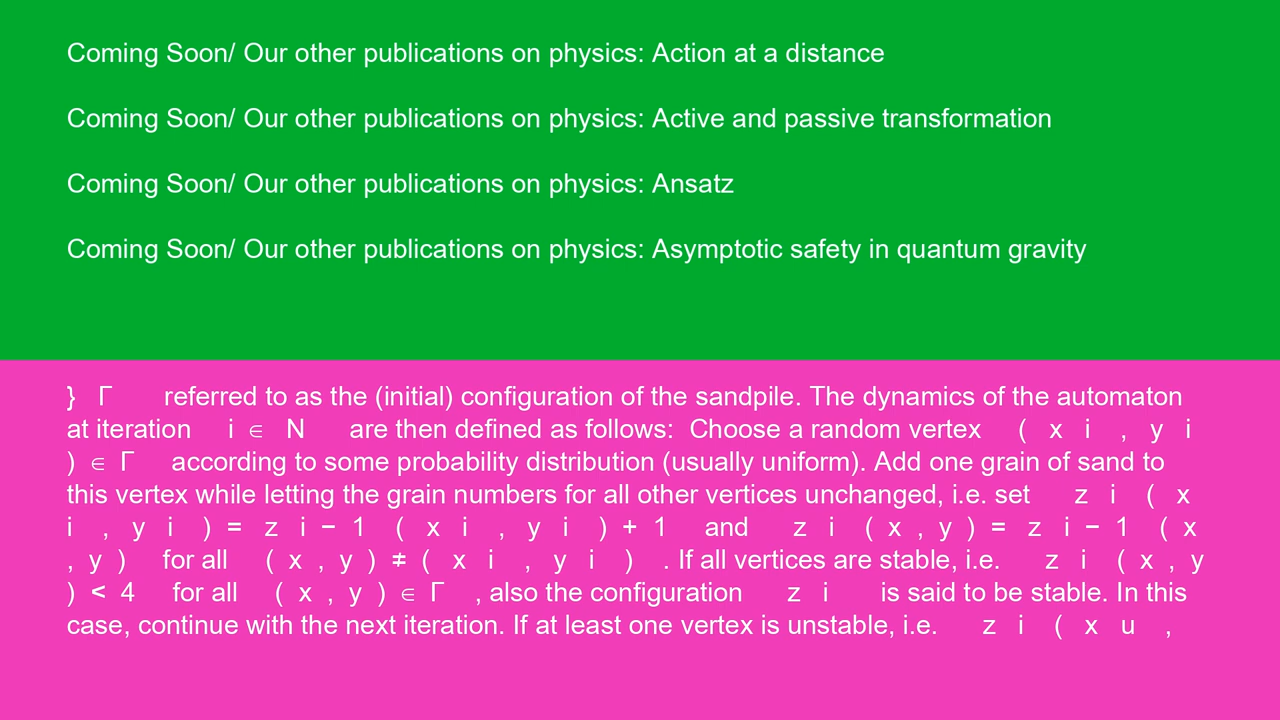 Coming Soon/ Our other publications on physics: Action at a distance
Coming Soon/ Our other publications on physics: Active and passive transformation
Coming Soon/ Our other publications on physics: Ansatz
Coming Soon/ Our other publications on physics: Asymptotic safety in quantum gravity
} Γ referred to as the (initial) configuration of the sandpile. The dynamics of the automaton
at iteration i ∈ N are then defined as follows: Choose a random vertex ( x i , y i
) ∈ Γ according to some probability distribution (usually uniform). Add one grain of sand to
this vertex while letting the grain numbers for all other vertices unchanged, i.e. set z i ( x
i , y i ) = z i − 1 ( x i , y i ) + 1 and z i ( x , y ) = z i − 1 ( x
, y ) for all ( x , y ) ≠ ( x i , y i ) . If all vertices are stable, i.e. z i ( x , y
) < 4 for all ( x , y ) ∈ Γ , also the configuration z i is said to be stable. In this
case, continue with the next iteration. If at least one vertex is unstable, i.e. z i ( x u ,